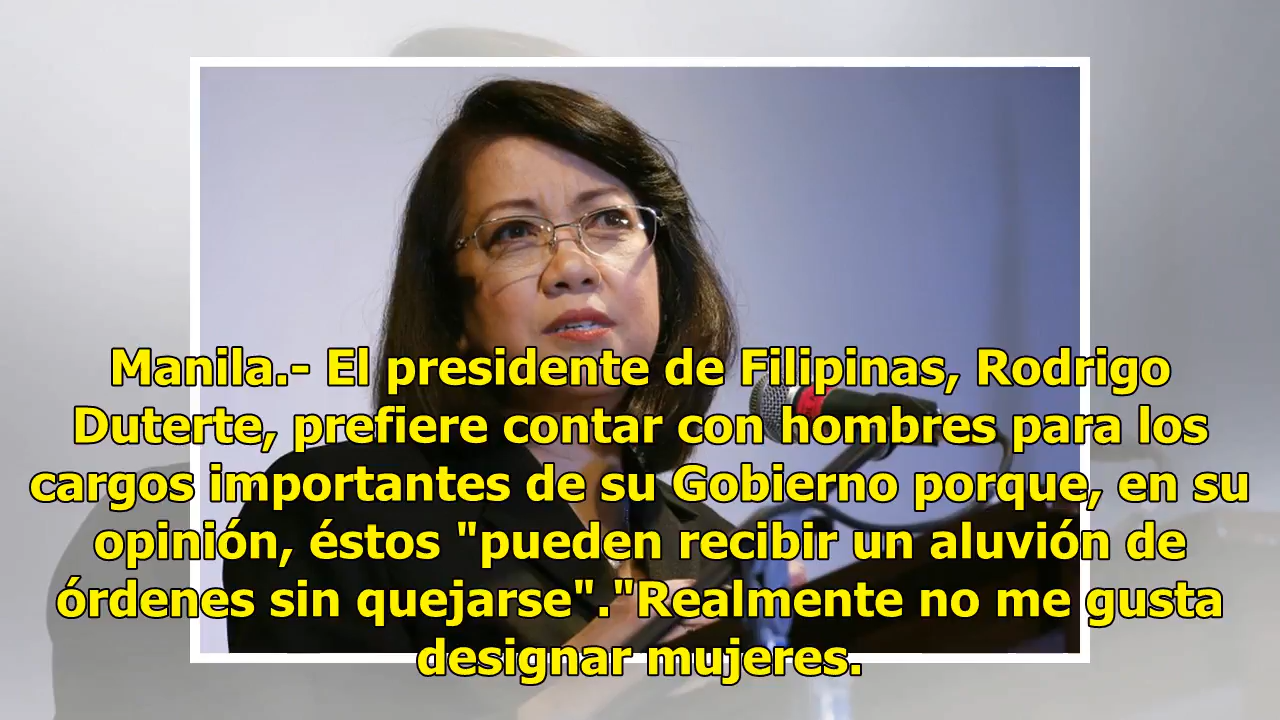 Manila.- El presidente de Filipinas, Rodrigo
Duterte, prefiere contar con hombres para los
cargos importantes de su Gobierno porque, en su
opinión, éstos "pueden recibir un aluvión de
órdenes sin quejarse"."Realmente no me gusta
designar mujeres.